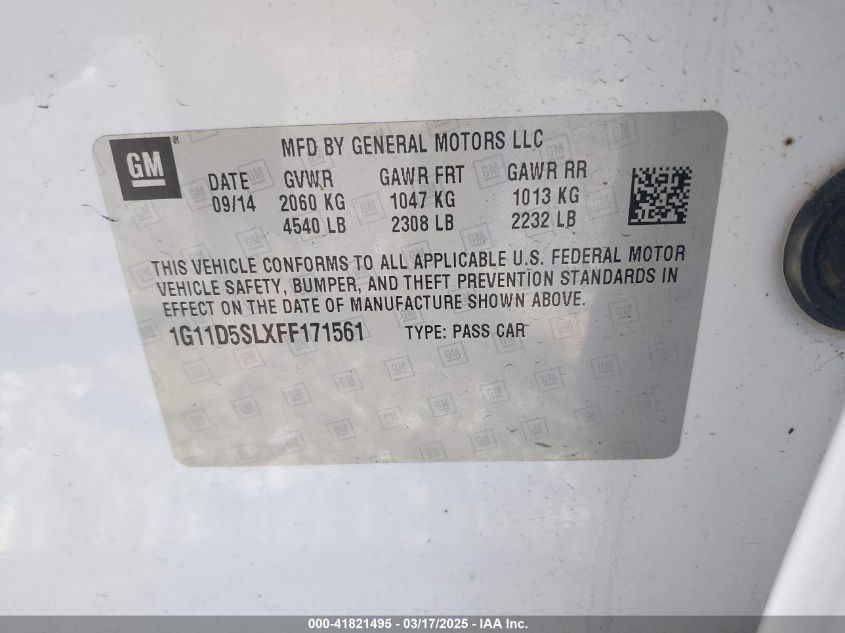 GM ®
MFD BY GENERAL MOTORS LLC
DATE GVWR GAWR FRT GAWR RR
09/14 2060 KG 1047 KG 1013 KG
4540 LB 2308 LB 2232 LB
THIS VEHICLE CONFORMS TO ALL APPLICABLE U.S. FEDERAL MOTOR
VEHICLE SAFETY, BUMPER, AND THEFT PREVENTION STANDARDS IN
EFFECT ON THE DATE OF MANUFACTURE SHOWN ABOVE.
1G11D5SLXFF171561 TYPE: PASS CAR
000-41821495 - 03/17/2025 - IAA Inc.